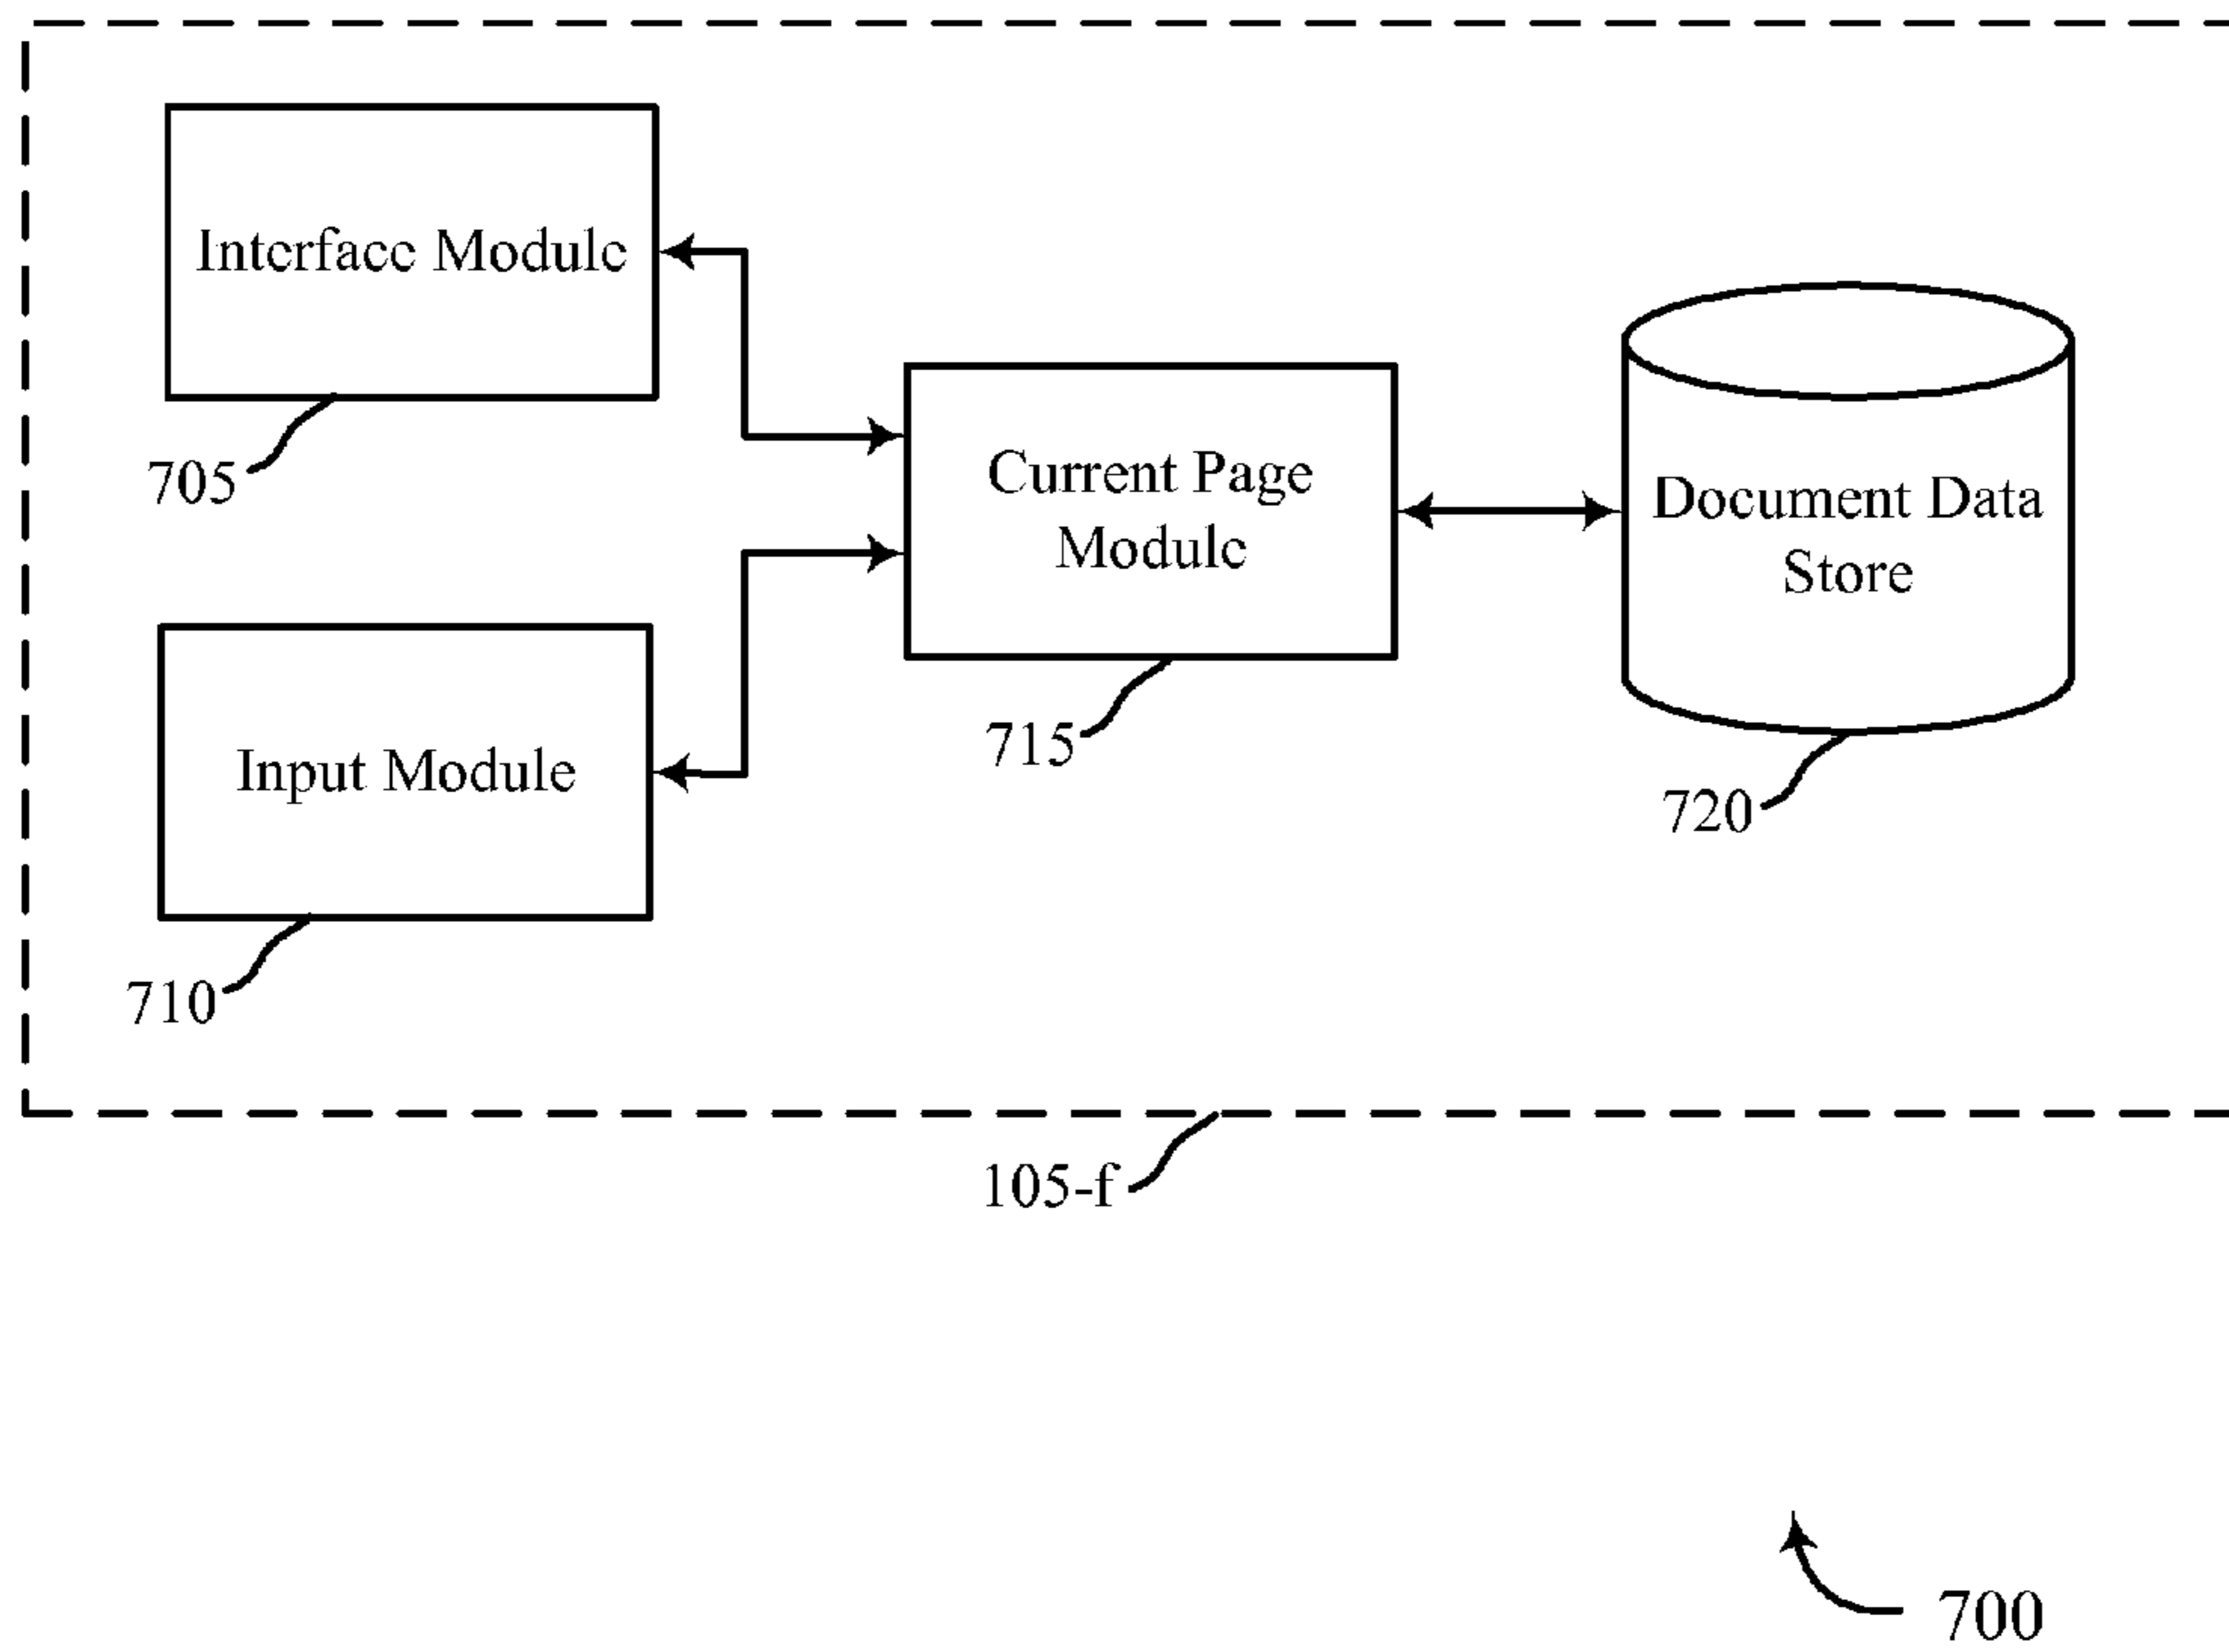 Interface Module
705
Current Page
Module
715
Document Data
Store
720
Input Module
710
105-f
700